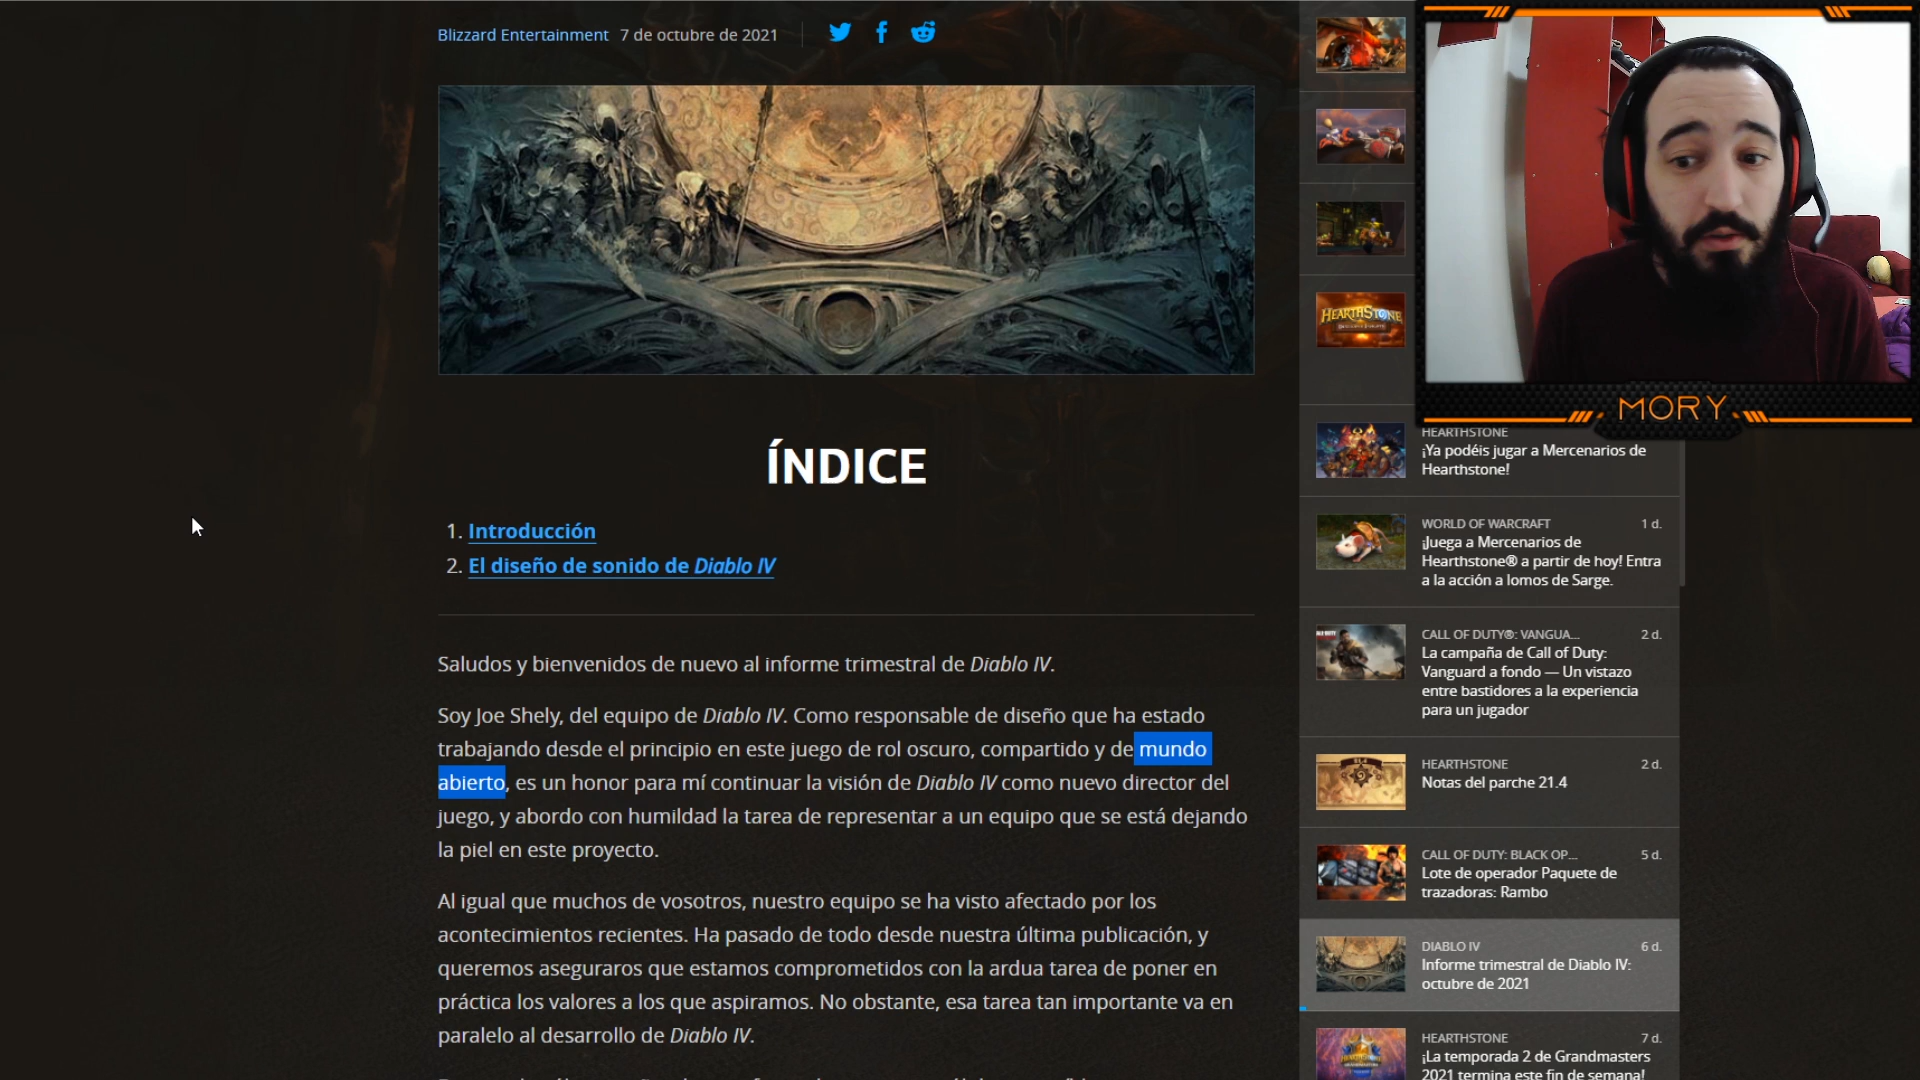 Blizzard Entertainment 7 de octubre de 2021
ÍNDICE
1. Introducción
2. El diseño de sonido de Diablo IV
Saludos y bienvenidos de nuevo al informe trimestral de Diablo IV.
Soy Joe Shely, del equipo de Diablo IV. Como responsable de diseño que ha estado
trabajando desde el principio en este juego de rol oscuro, compartido y de mundo
abierto, es un honor para mí continuar la visión de Diablo IV como nuevo director del
juego, y abordo con humildad la tarea de representar a un equipo que se está dejando
la piel en este proyecto.
Al igual que muchos de vosotros, nuestro equipo se ha visto afectado por los
acontecimientos recientes. Ha pasado de todo desde nuestra última publicación, y
queremos aseguraros que estamos comprometidos con la ardua tarea de poner en
práctica los valores a los que aspiramos. No obstante, esa tarea tan importante va en
paralelo al desarrollo de Diablo IV.
MORY
HEARTHSTONE
HEARTHSTONE
¡Ya podéis jugar a Mercenarios de
Hearthstone!
WORLD OF WARCRAFT 1 d.
¡Juega a Mercenarios de
Hearthstone® a partir de hoy! Entra
a la acción a lomos de Sarge.
CALL OF DUTY®: VANGUA... 2 d.
La campaña de Call of Duty:
Vanguard a fondo — Un vistazo
entre bastidores a la experiencia
para un jugador
HEARTHSTONE 2 d.
Notas del parche 21.4
CALL OF DUTY: BLACK OP... 5 d.
Lote de operador Paquete de
trazadoras: Rambo
DIABLO IV 6 d.
Informe trimestral de Diablo IV:
octubre de 2021
HEARTHSTONE 7 d.
¡La temporada 2 de Grandmasters
2021 termina este fin de semana!